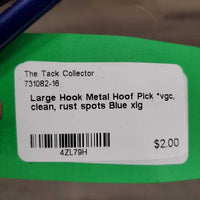 The Tack Collector
731082-16
Large Hook Metal Hoof Pick *vgc,
clean, rust spots Blue xlg
$2.00
4ZL79H